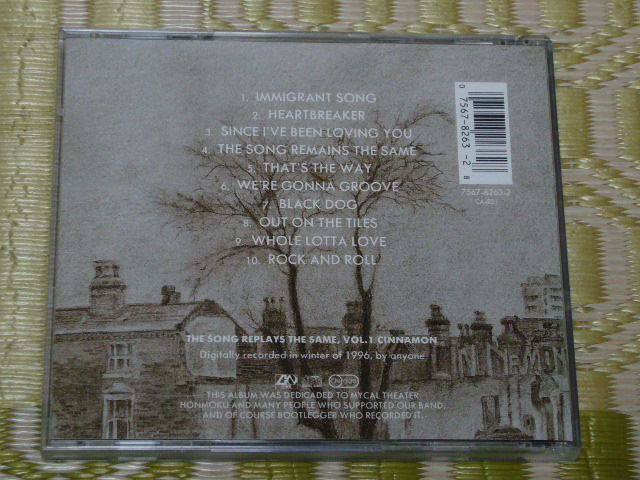 1. IMMIGRANT SONG
2. HEARTBREAKER
3. SINCE I'VE BEEN LOVING YOU
4. THE SONG REMAINS THE SAME
5. THAT'S THE WAY
6. WE'RE GONNA GROOVE
7. BLACK DOG
8. OUT ON THE TILES
9. WHOLE LOTTA LOVE
10. ROCK AND ROLL
0 7567-8263 -2 8
7567-8263-2
THE SONG REPLAYS THE SAME, VOL.1 CINNAMON
Digitally recorded in winter of 1996, by anyone
THIS ALBUM WAS DEDICATED TO MYCAL THEATER
HONMOKU AND MANY PEOPLE WHO SUPPORTED OUR BAND,
AND OF COURSE BOOTLEGGER WHO RECORDED IT.